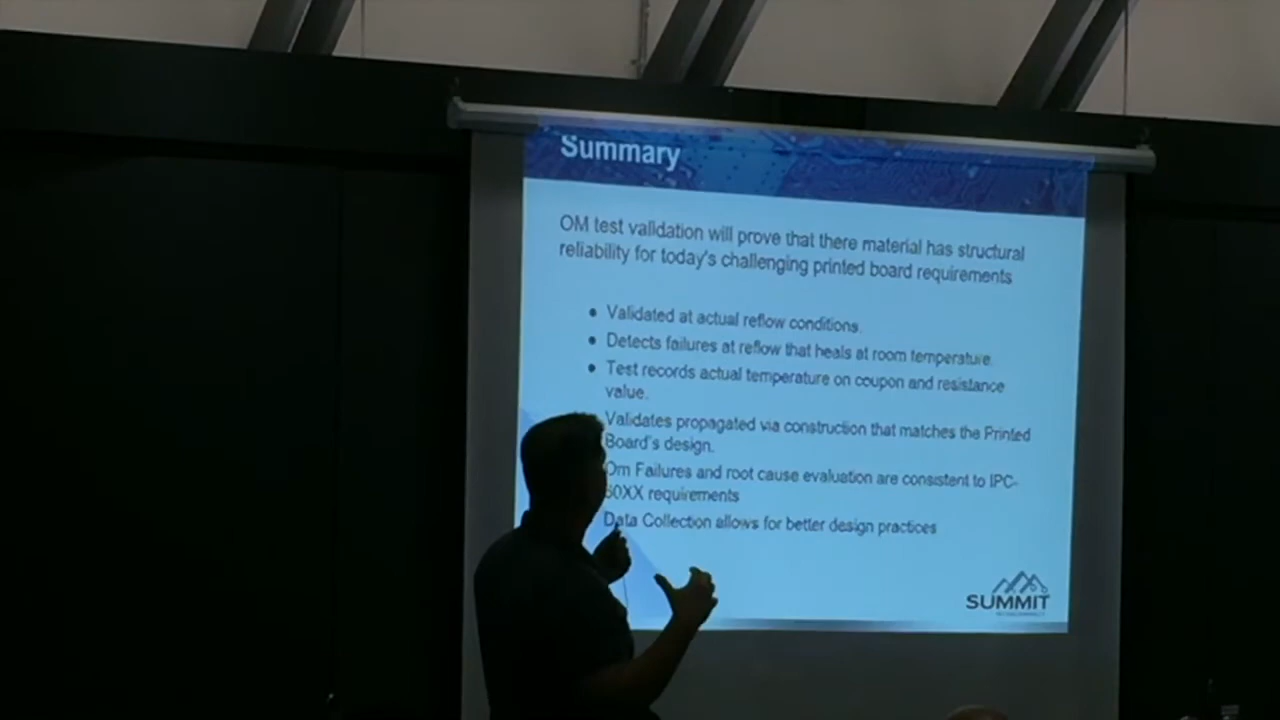 Summary
OM test validation will prove that there material has structural
reliability for today's challenging printed board requirements
• Validated at actual reflow conditions.
• Detects failures at reflow that heals at room temperature.
• Test records actual temperature on coupon and resistance
value.
Validates propagated via construction that matches the Printed
Board's design.
Om Failures and root cause evaluation are consistent to IPC-
60XX requirements
Data Collection allows for better design practices
SUMMIT